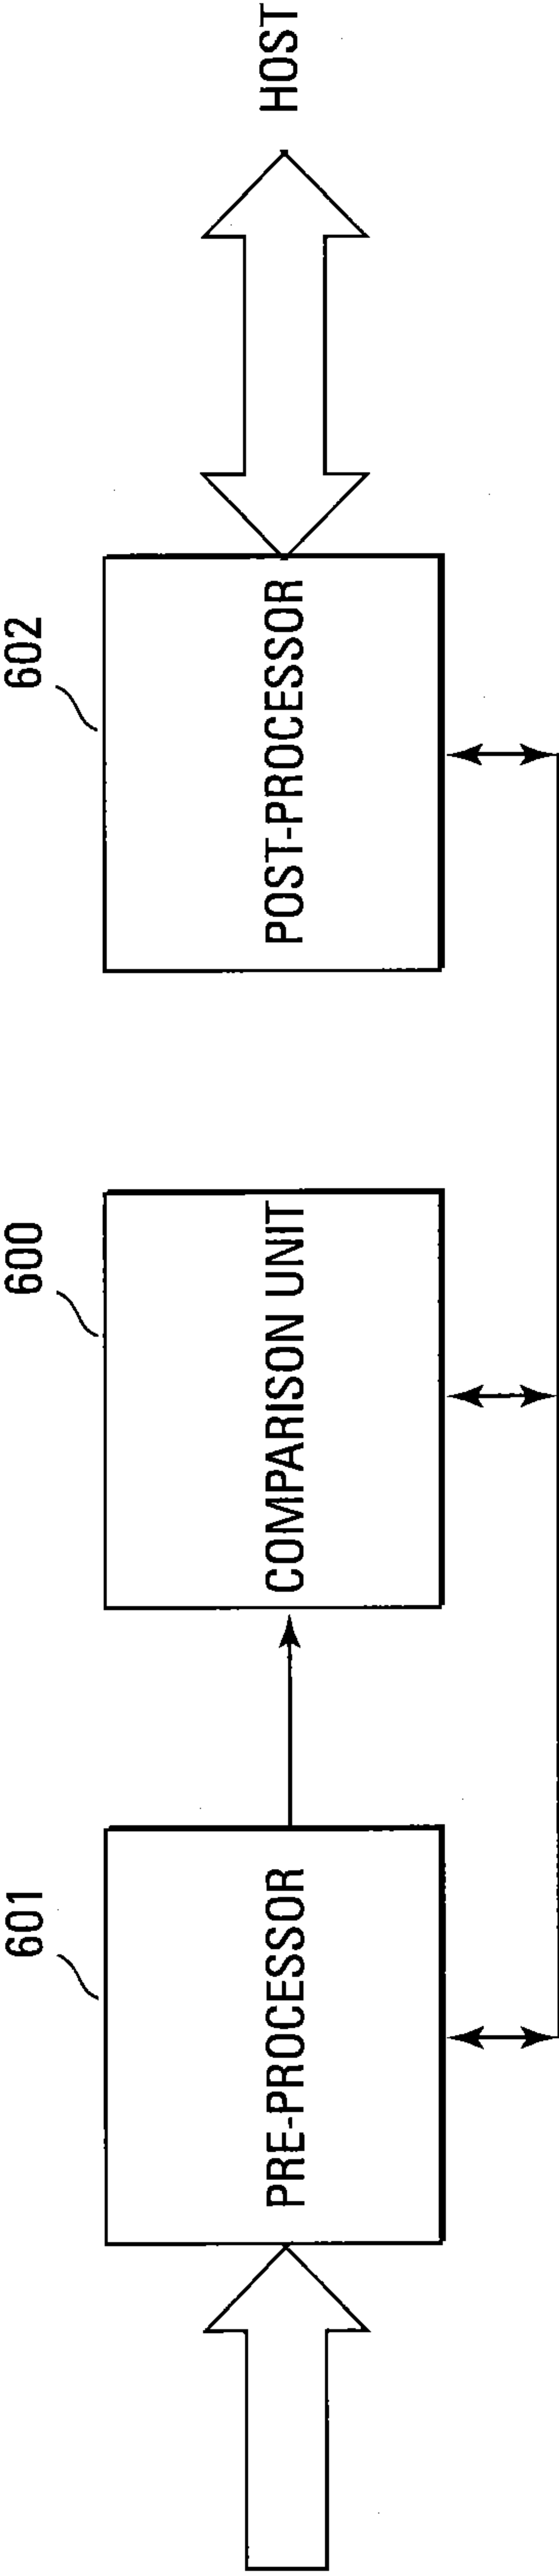 601
600
602
PRE-PROCESSOR
COMPARISON UNIT
POST-PROCESSOR
HOST